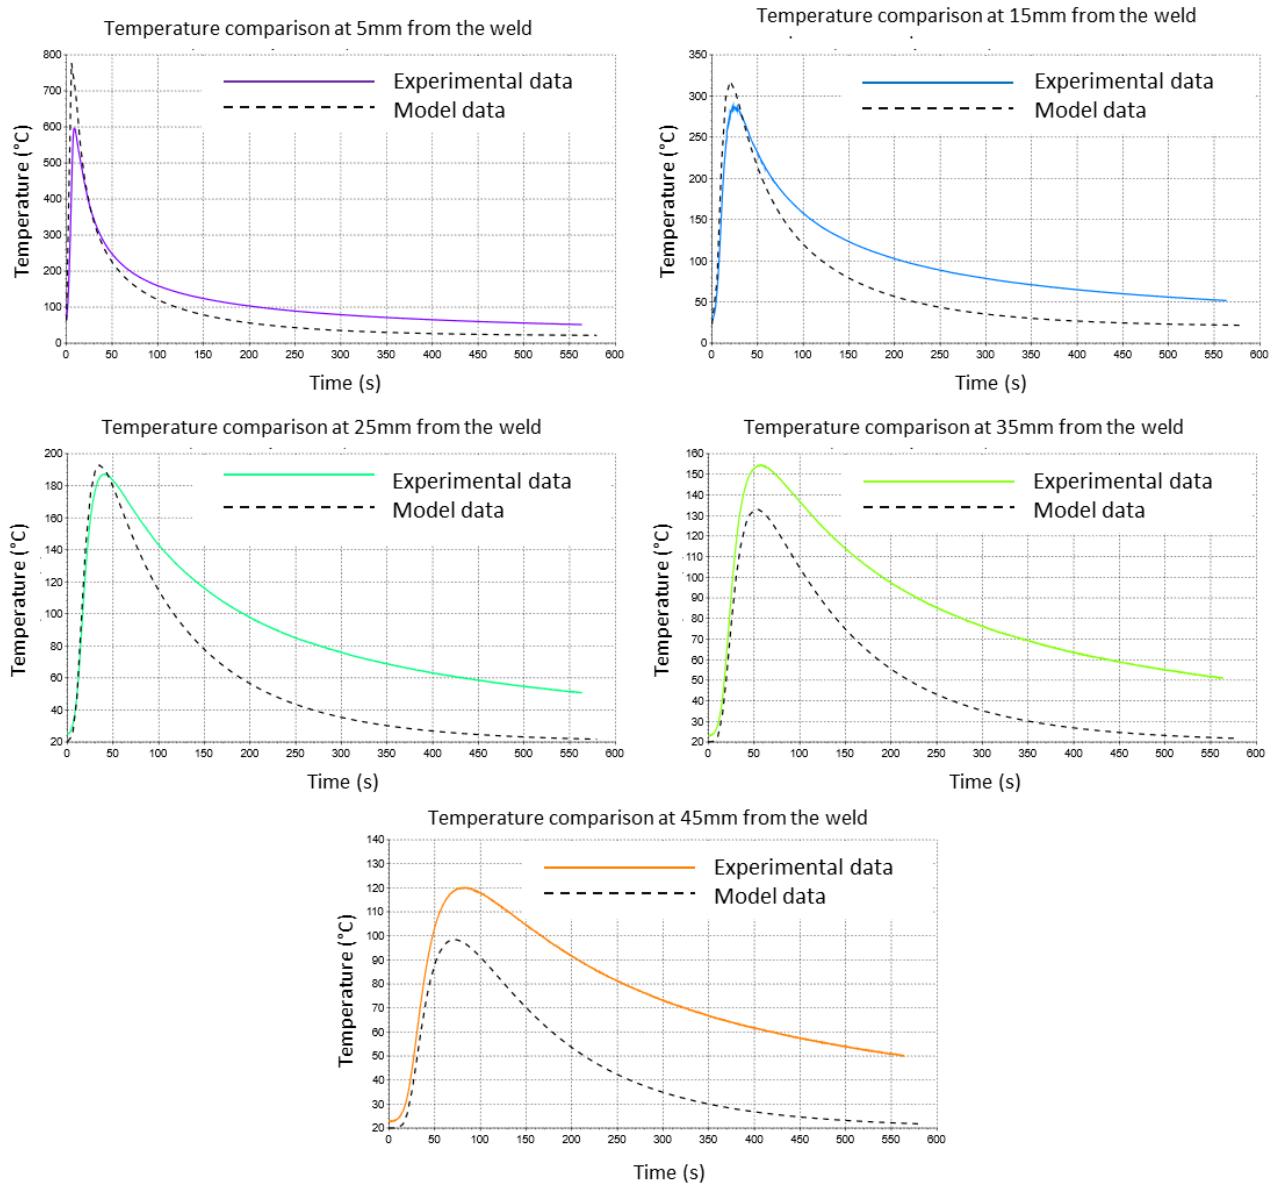 Temperature comparison at 5mm from the weld
800
700
600
500
400
300
200
100
0
Temperature (°C)
Experimental data
Model data
0 50 100 150 200 250 300 350 400 450 500 550 600
Time (s)
Temperature comparison at 15mm from the weld
350
300
250
200
150
100
50
0
Temperature (°C)
Experimental data
Model data
0 50 100 150 200 250 300 350 400 450 500 550 600
Time (s)
Temperature comparison at 25mm from the weld
200
180
160
140
120
100
80
60
40
20
Temperature (°C)
Experimental data
Model data
0 50 100 150 200 250 300 350 400 450 500 550 600
Time (s)
Temperature comparison at 35mm from the weld
160
150
140
130
120
110
100
90
80
70
60
50
40
30
20
Temperature (°C)
Experimental data
Model data
0 50 100 150 200 250 300 350 400 450 500 550 600
Time (s)
Temperature comparison at 45mm from the weld
140
130
120
110
100
90
80
70
60
50
40
30
20
Temperature (°C)
Experimental data
Model data
0 50 100 150 200 250 300 350 400 450 500 550 600
Time (s)